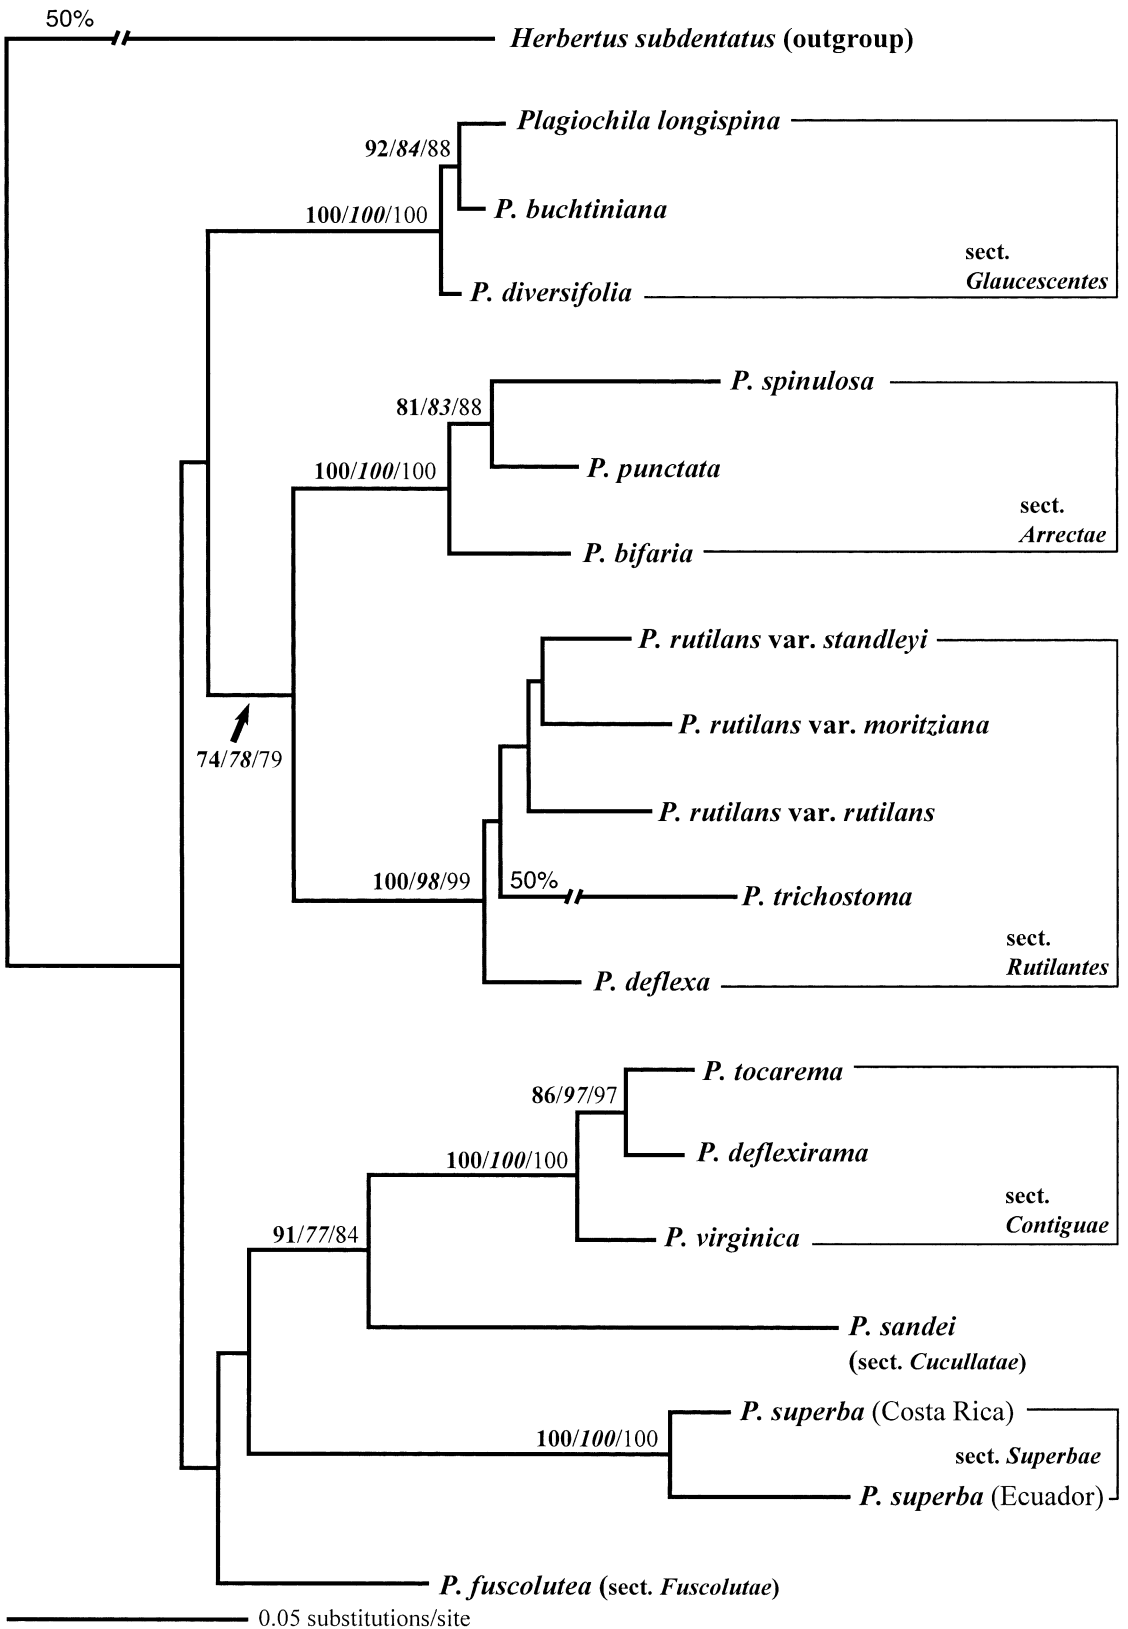 50%
Herbertus subdentatus (outgroup)
Plagiochila longispina
92/84/88
P. buchtiniana
100/100/100
sect.
Glaucescentes
P. diversifolia
P. spinulosa
81/83/88
P. punctata
100/100/100
sect.
Arrectae
P. bifaria
P. rutilans var. standleyi
P. rutilans var. moritziana
74/78/79
P. rutilans var. rutilans
100/98/99
50%
P. trichostoma
sect.
Rutilantes
P. deflexa
P. tocarema
86/97/97
P. deflexirama
100/100/100
sect.
Contiguae
P. virginica
91/77/84
P. sandei
(sect. Cucullatae)
P. superba (Costa Rica)
100/100/100
sect. Superbae
P. superba (Ecuador)
P. fuscolutea (sect. Fuscolutae)
0.05 substitutions/site